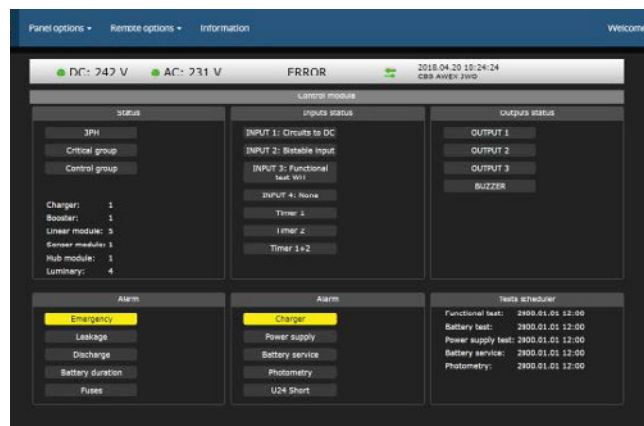 Panel options
Remote options
Information
Welcome
DC: 242 V
AC: 231 V
ERROR
2018.04.20 10:24:24
CBS AWEX JWO
Control module
Status
3PH
Critical group
Control group
Charger: 1
Booster: 1
Linear module: 5
Sensor module: 1
Hub module: 1
Luminary: 4
Inputs status
INPUT 1: Circuits to DC
INPUT 2: Bistable input
INPUT 3: Functional
test WII
INPUT 4: None
Timer 1
Timer 2
Timer 1+2
Outputs status
OUTPUT 1
OUTPUT 2
OUTPUT 3
BUZZER
Alarm
Emergency
Leakage
Discharge
Battery duration
Fuses
Alarm
Charger
Power supply
Battery service
Photometry
U24 Short
Tests scheduler
Functional test: 2900.01.01 12:00
Battery test: 2900.01.01 12:00
Power supply test: 2900.01.01 12:00
Battery service: 2900.01.01 12:00
Photometry: 2900.01.01 12:00